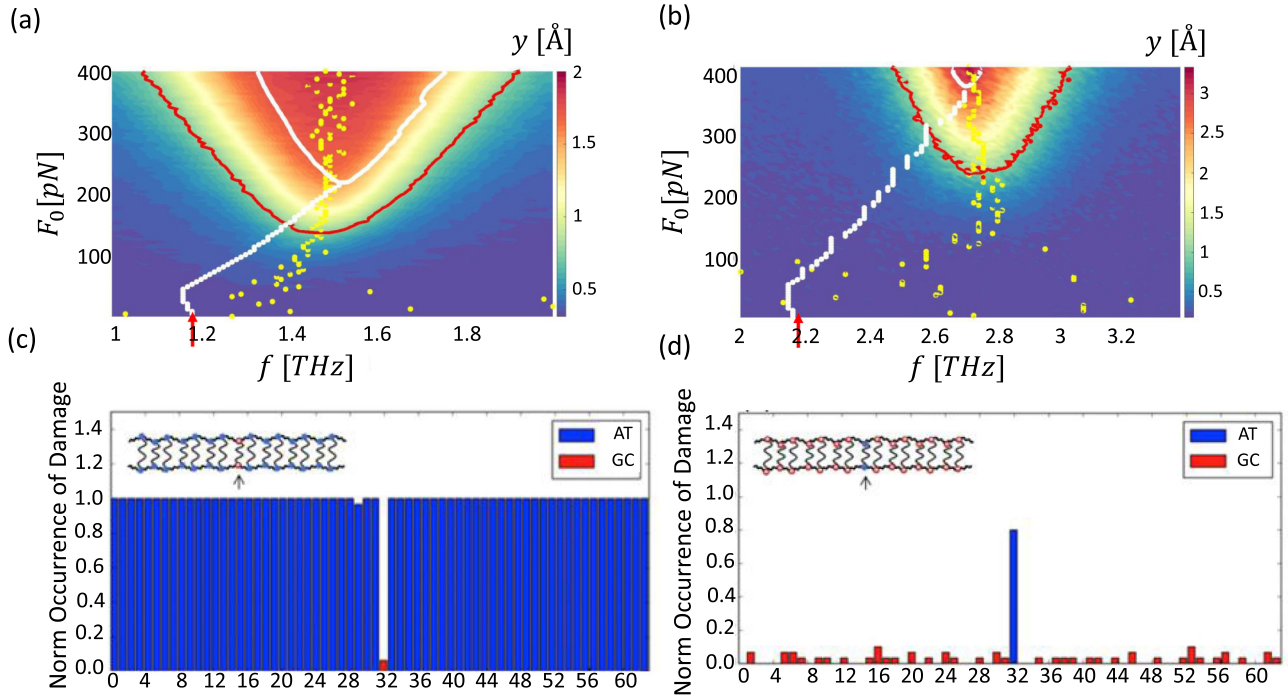 (a)
y [Å]
400
300
200
100
F₀[pN]
2
1.5
1
0.5
1 1.2 1.4 1.6 1.8
f [THz]
(b)
y [Å]
400
300
200
100
F₀[pN]
3
2.5
2
1.5
1
0.5
2 2.2 2.4 2.6 2.8 3 3.2
f [THz]
(c)
Norm Occurrence of Damage
1.4
1.2
1.0
0.8
0.6
0.4
0.2
0.0
AT
GC
0 4 8 12 16 20 24 28 32 36 40 44 48 52 56 60
(d)
Norm Occurrence of Damage
1.4
1.2
1.0
0.8
0.6
0.4
0.2
0.0
AT
GC
0 4 8 12 16 20 24 28 32 36 40 44 48 52 56 60